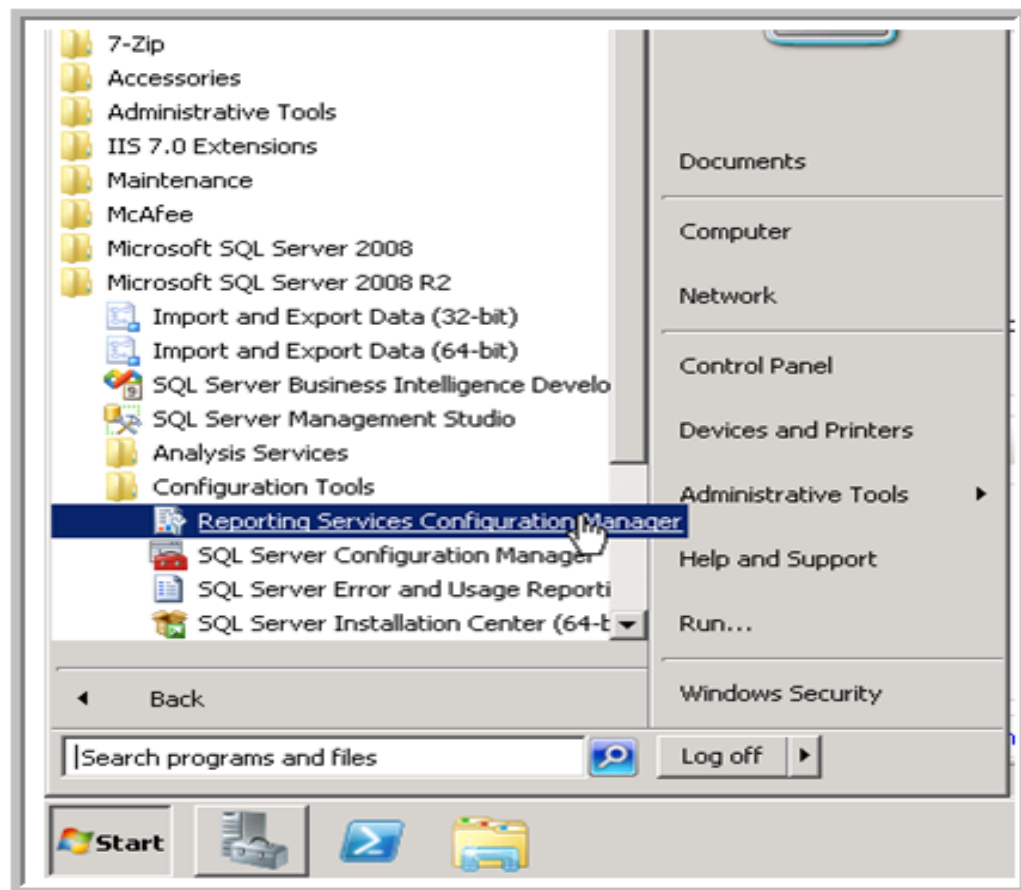 7-Zip
Accessories
Administrative Tools
IIS 7.0 Extensions
Maintenance
McAfee
Microsoft SQL Server 2008
Microsoft SQL Server 2008 R2
Import and Export Data (32-bit)
Import and Export Data (64-bit)
SQL Server Business Intelligence Develo
SQL Server Management Studio
Analysis Services
Configuration Tools
Reporting Services Configuration Manager
SQL Server Configuration Manager
SQL Server Error and Usage Reporti
SQL Server Installation Center (64-b
Back
Search programs and files
Documents
Computer
Network
Control Panel
Devices and Printers
Administrative Tools
Help and Support
Run...
Windows Security
Log off
Start